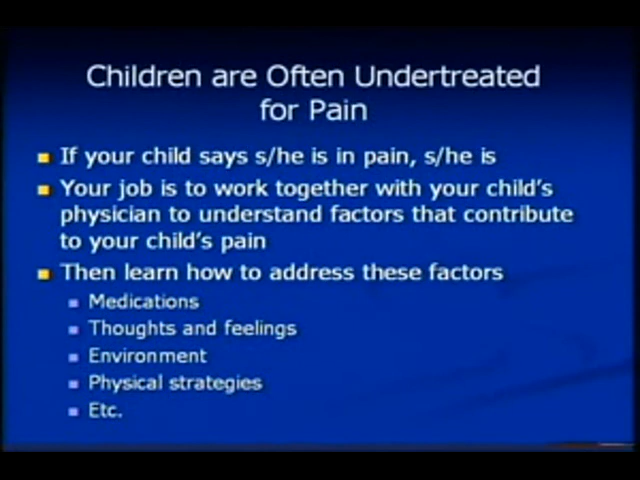 Children are Often Undertreated
for Pain
If your child says s/he is in pain, s/he is
Your job is to work together with your child's
physician to understand factors that contribute
to your child's pain
Then learn how to address these factors
Medications
Thoughts and feelings
Environment
Physical strategies
Etc.